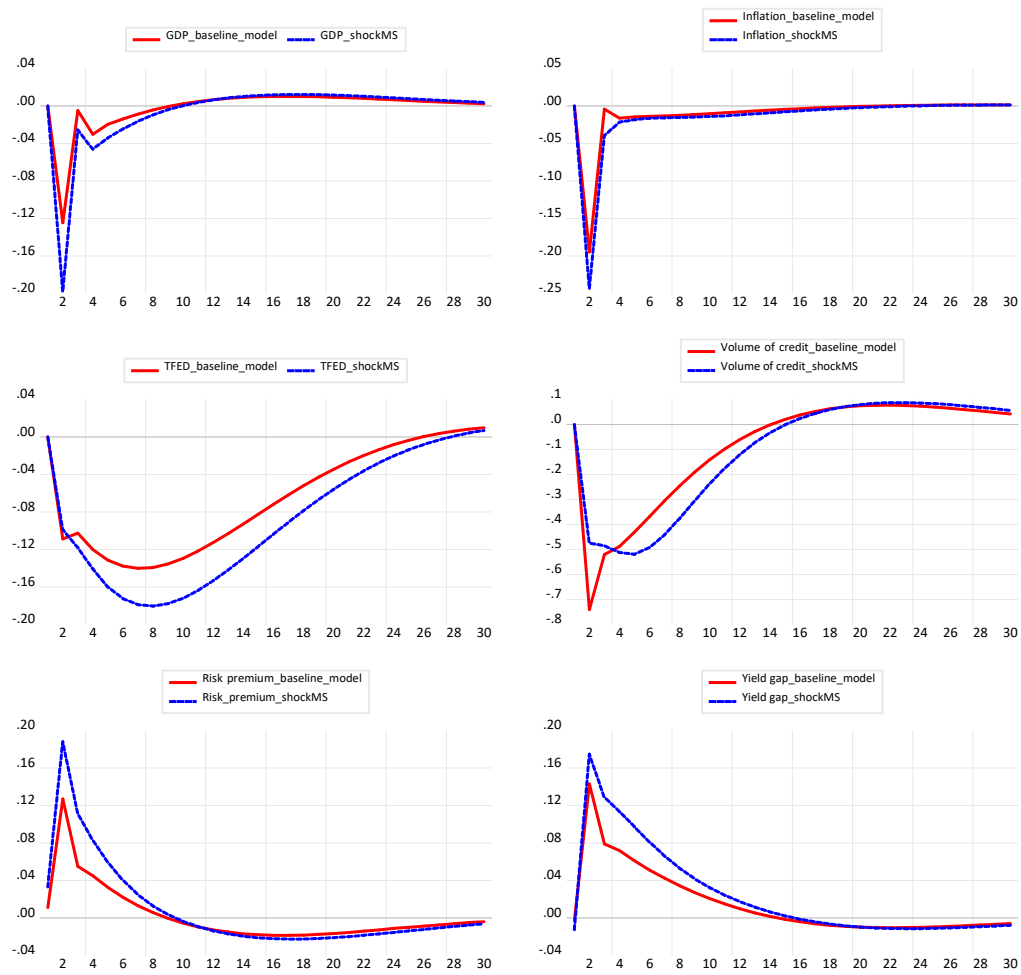 GDP_baseline_model GDP_shockMS
.04
.00
-.04
-.08
-.12
-.16
-.20
2 4 6 8 10 12 14 16 18 20 22 24 26 28 30
Inflation_baseline_model
Inflation_shockMS
.05
.00
-.05
-.10
-.15
-.20
-.25
2 4 6 8 10 12 14 16 18 20 22 24 26 28 30
TFED_baseline_model TFED_shockMS
.04
.00
-.04
-.08
-.12
-.16
-.20
2 4 6 8 10 12 14 16 18 20 22 24 26 28 30
Volume of credit_baseline_model
Volume of credit_shockMS
.1
.0
-.1
-.2
-.3
-.4
-.5
-.6
-.7
-.8
2 4 6 8 10 12 14 16 18 20 22 24 26 28 30
Risk premium_baseline_model
Risk_premium_shockMS
.20
.16
.12
.08
.04
.00
-.04
2 4 6 8 10 12 14 16 18 20 22 24 26 28 30
Yield gap_baseline_model
Yield gap_shockMS
.20
.16
.12
.08
.04
.00
-.04
2 4 6 8 10 12 14 16 18 20 22 24 26 28 30